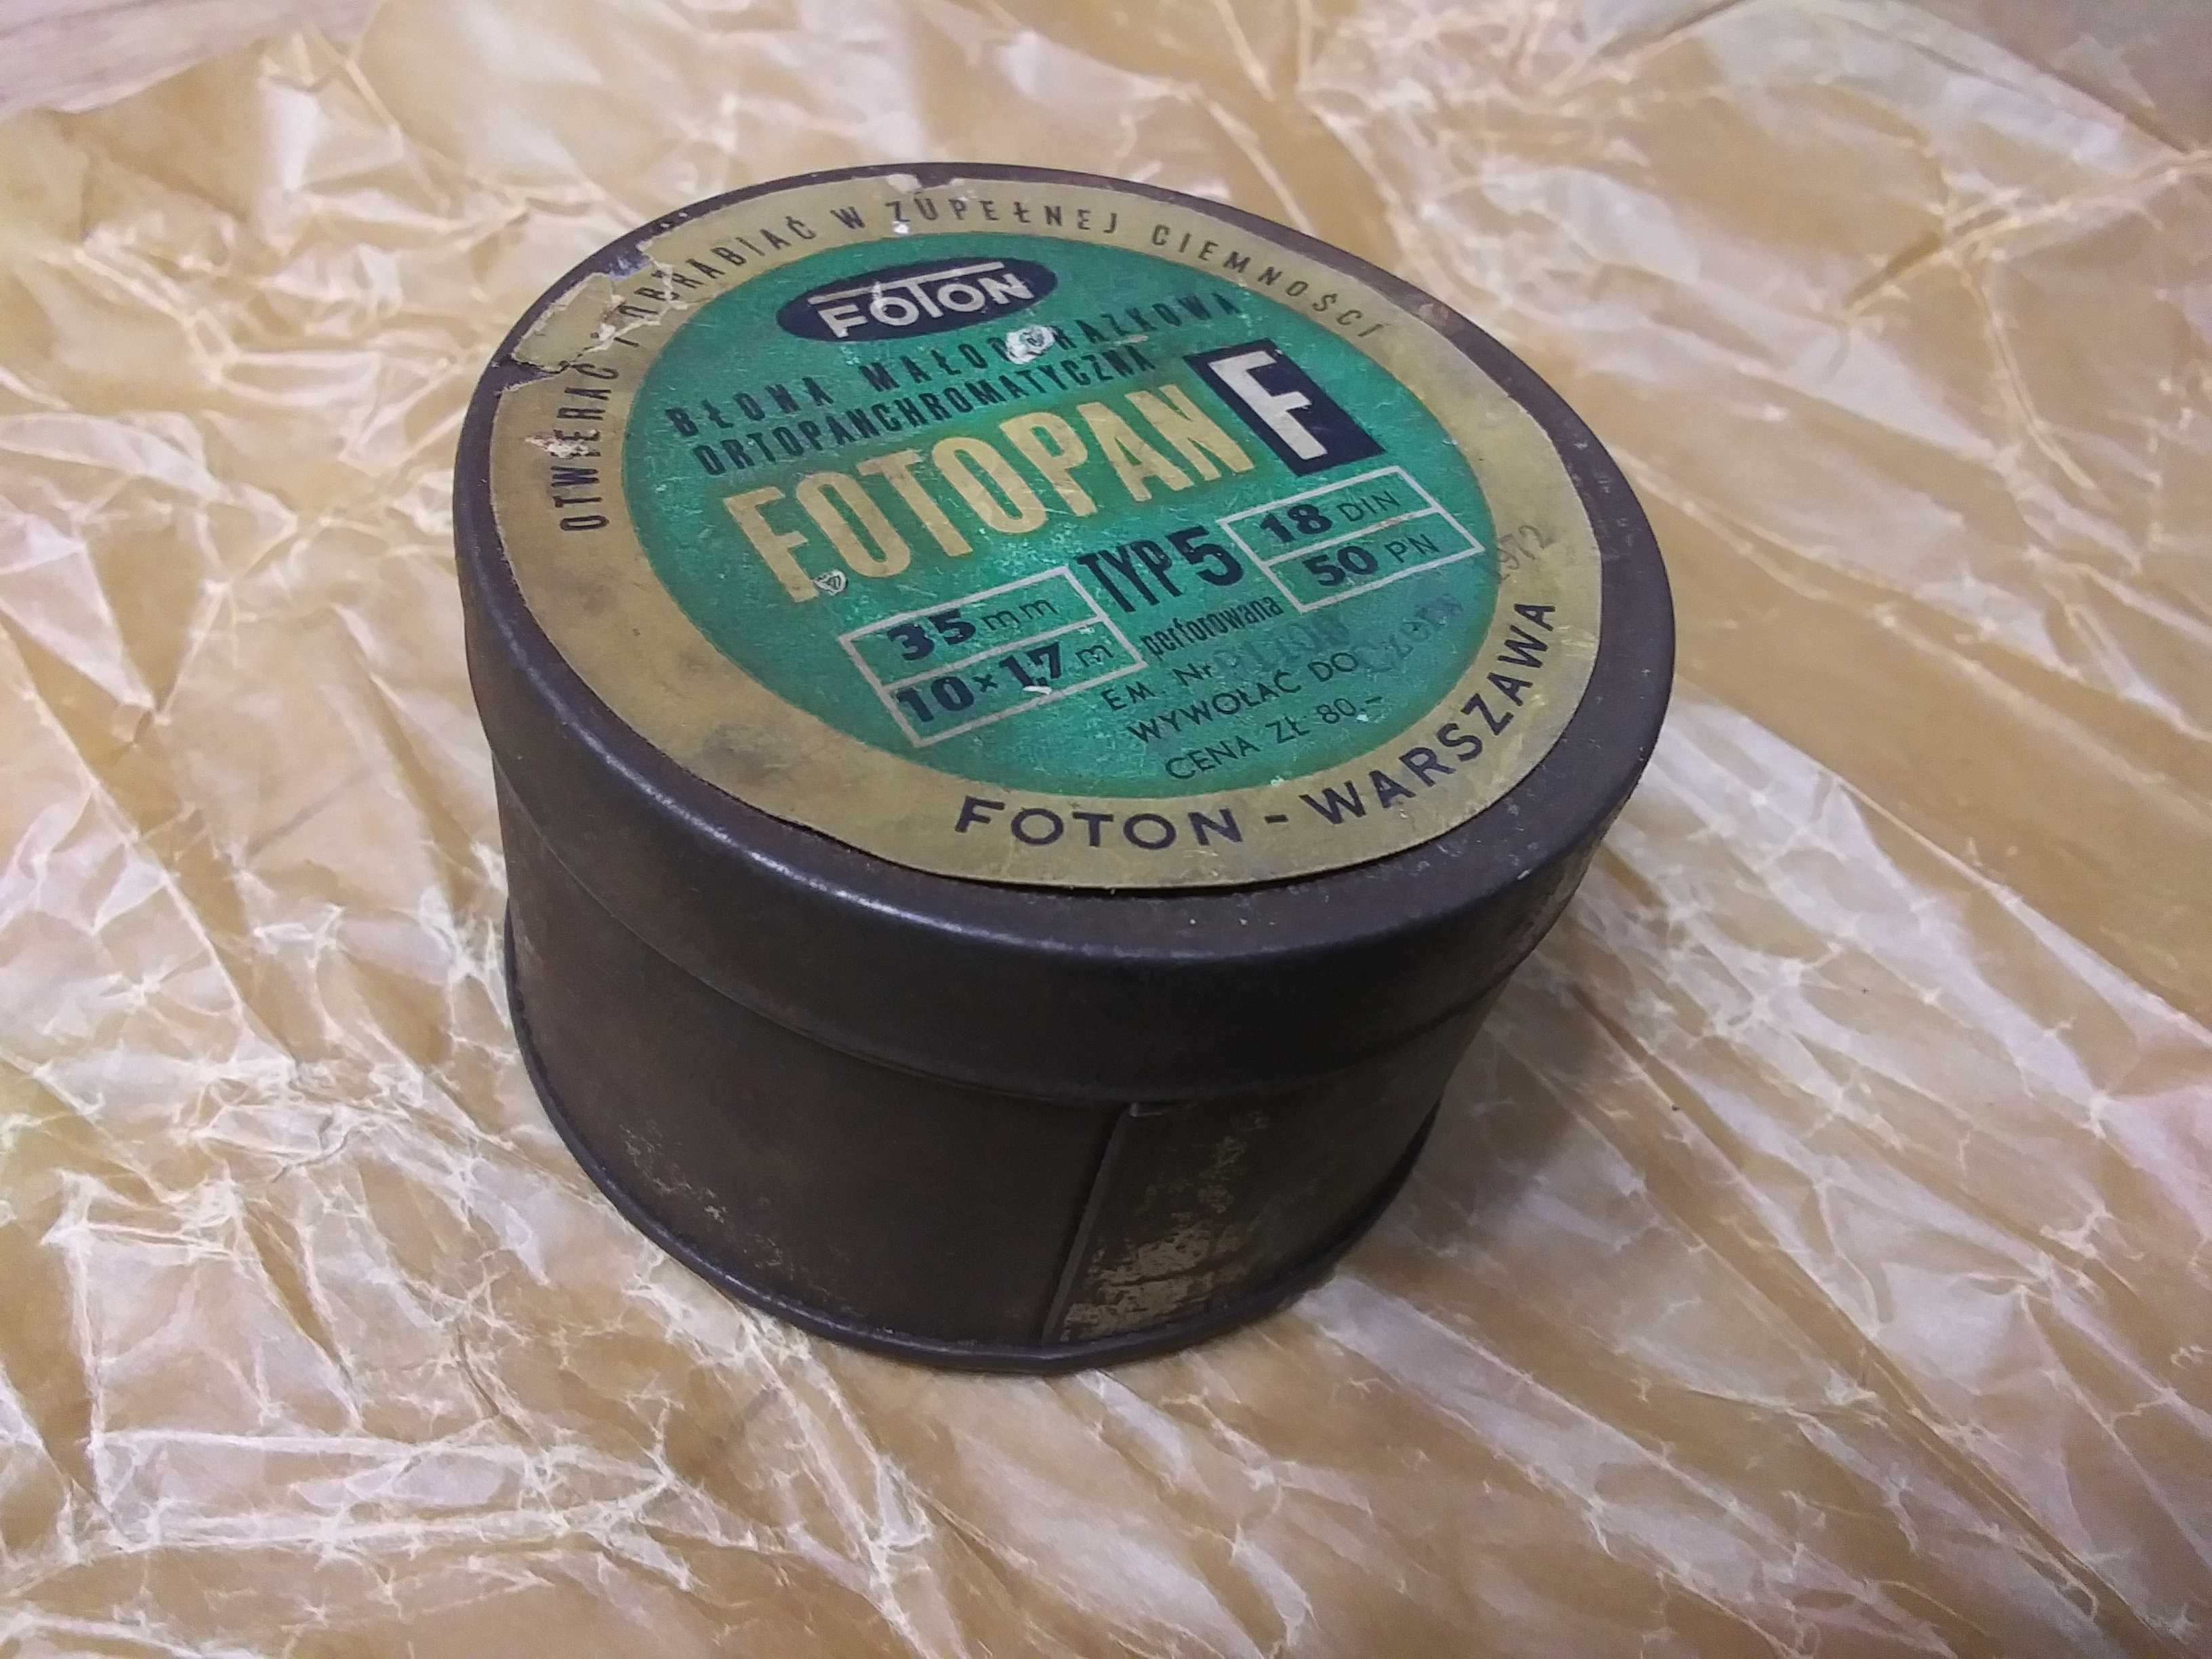 OTWIERAĆ I OBRABIAĆ W ZUPEŁNEJ CIEMNOŚCI
FOTON
BŁONA MAŁOOBRAZKOWA
ORTOPANCHROMATYCZNA
FOTOPAN F
35 mm
10 × 1,7 m
TYP 5
perforowana
18 DIN
50 PN
EM. Nr
WYWOŁAĆ DO 1972
CENA ZŁ 80.-
FOTON - WARSZAWA